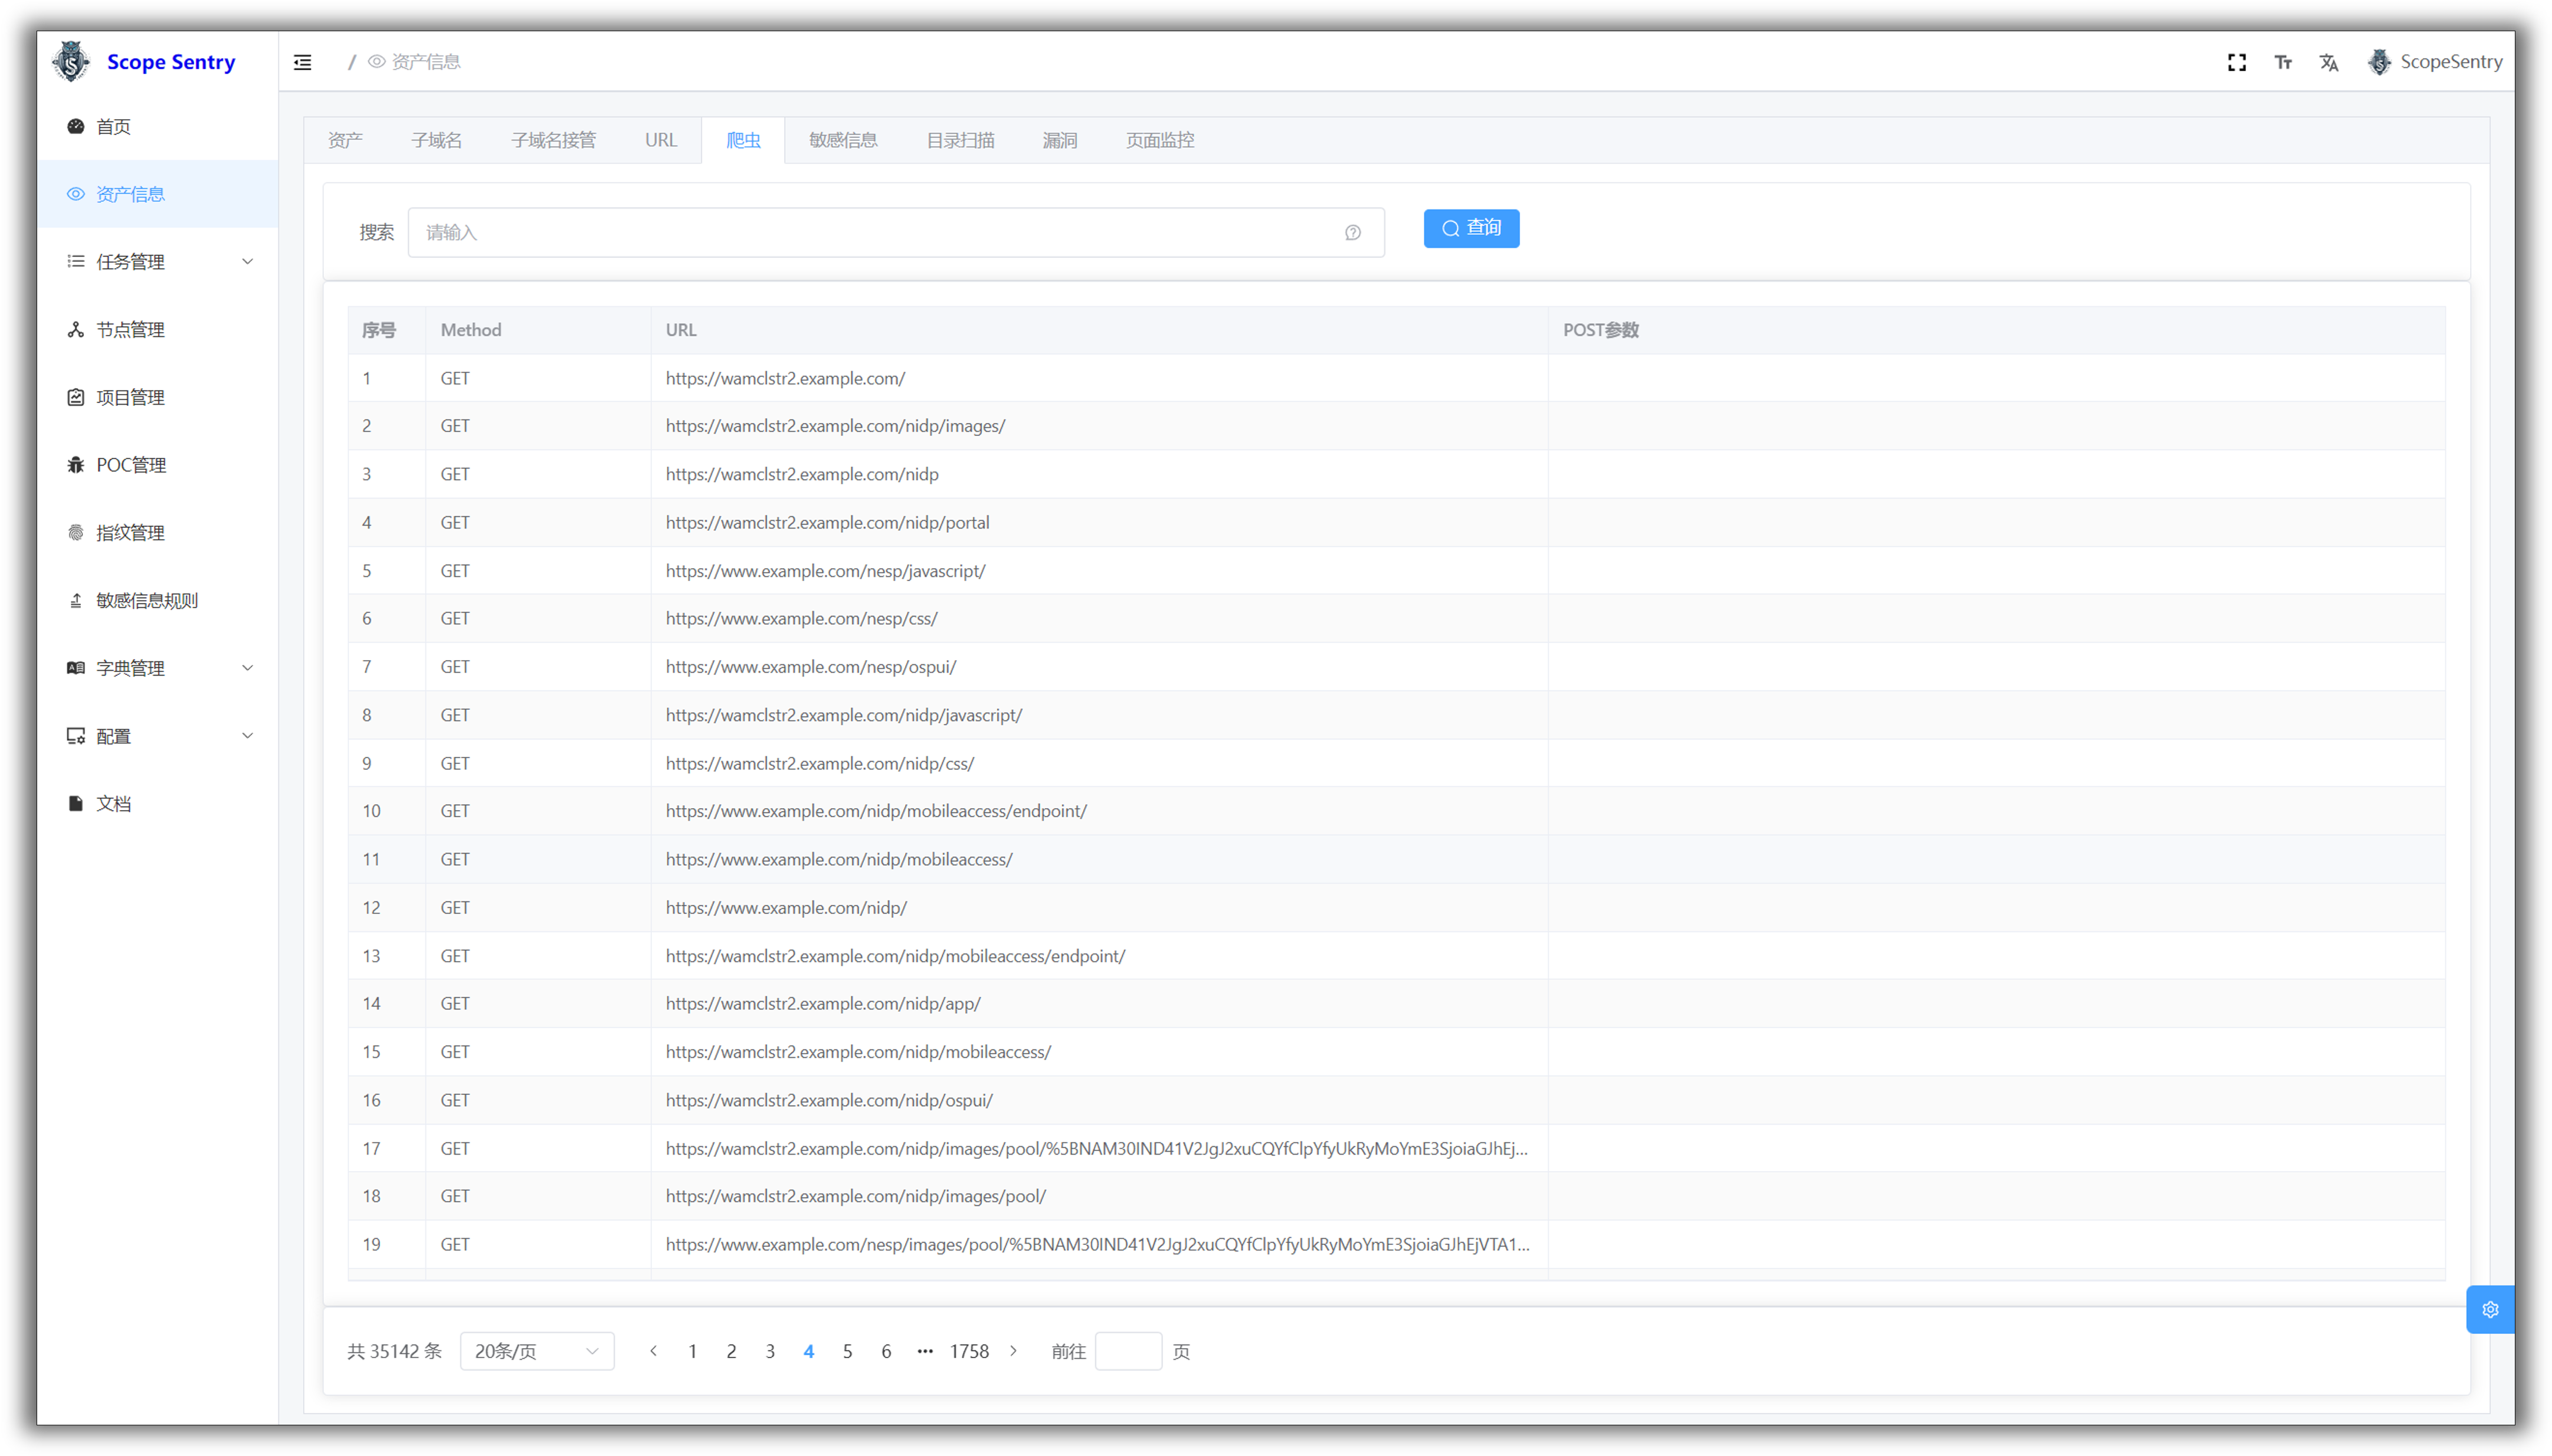 Scope Sentry
/ 资产信息
ScopeSentry
首页
资产信息
任务管理
节点管理
项目管理
POC管理
指纹管理
敏感信息规则
字典管理
配置
文档
资产 子域名 子域名接管 URL 爬虫 敏感信息 目录扫描 漏洞 页面监控
搜索 请输入 查询
序号 Method URL POST参数
1 GET https://wamclstr2.example.com/
2 GET https://wamclstr2.example.com/nidp/images/
3 GET https://wamclstr2.example.com/nidp
4 GET https://wamclstr2.example.com/nidp/portal
5 GET https://www.example.com/nesp/javascript/
6 GET https://www.example.com/nesp/css/
7 GET https://www.example.com/nesp/ospui/
8 GET https://wamclstr2.example.com/nidp/javascript/
9 GET https://wamclstr2.example.com/nidp/css/
10 GET https://www.example.com/nidp/mobileaccess/endpoint/
11 GET https://www.example.com/nidp/mobileaccess/
12 GET https://www.example.com/nidp/
13 GET https://wamclstr2.example.com/nidp/mobileaccess/endpoint/
14 GET https://wamclstr2.example.com/nidp/app/
15 GET https://wamclstr2.example.com/nidp/mobileaccess/
16 GET https://wamclstr2.example.com/nidp/ospui/
17 GET https://wamclstr2.example.com/nidp/images/pool/%5BNAM30IND41V2JgJ2xuCQYfClpYfyUkRyMoYmE3SjoiaGJhEj...
18 GET https://wamclstr2.example.com/nidp/images/pool/
19 GET https://www.example.com/nesp/images/pool/%5BNAM30IND41V2JgJ2xuCQYfClpYfyUkRyMoYmE3SjoiaGJhEjVTA1...
共 35142 条 20条/页 1 2 3 4 5 6 ··· 1758 前往 页